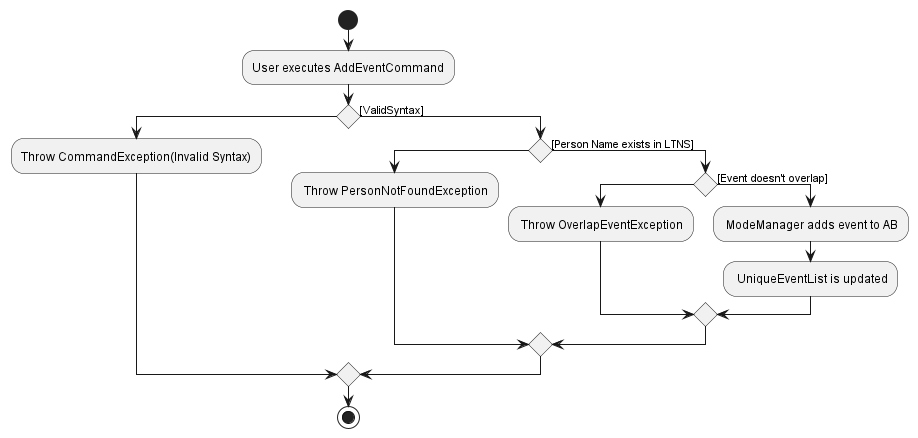 User executes AddEventCommand
[ValidSyntax]
Throw CommandException(Invalid Syntax)
[Person Name exists in LTNS]
Throw PersonNotFoundException
[Event doesn't overlap]
Throw OverlapEventException
ModeManager adds event to AB
UniqueEventList is updated